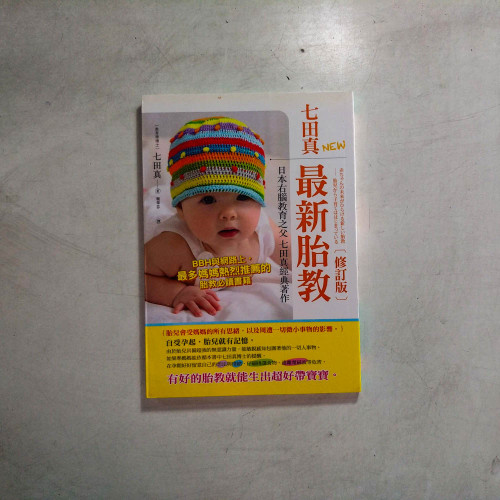 七田真
NEW
最新胎教
〔修訂版〕
日本右腦教育之父 七田真經典著作
七田真
BBH與網路上,
最多媽媽熱烈推薦的
胎教必讀書籍
〔胎兒會受媽媽的所有思緒,以及周遭一切微小事物的影響。〕
自受孕起,胎兒就有記憶。
有好的胎教就能生出超好帶寶寶。